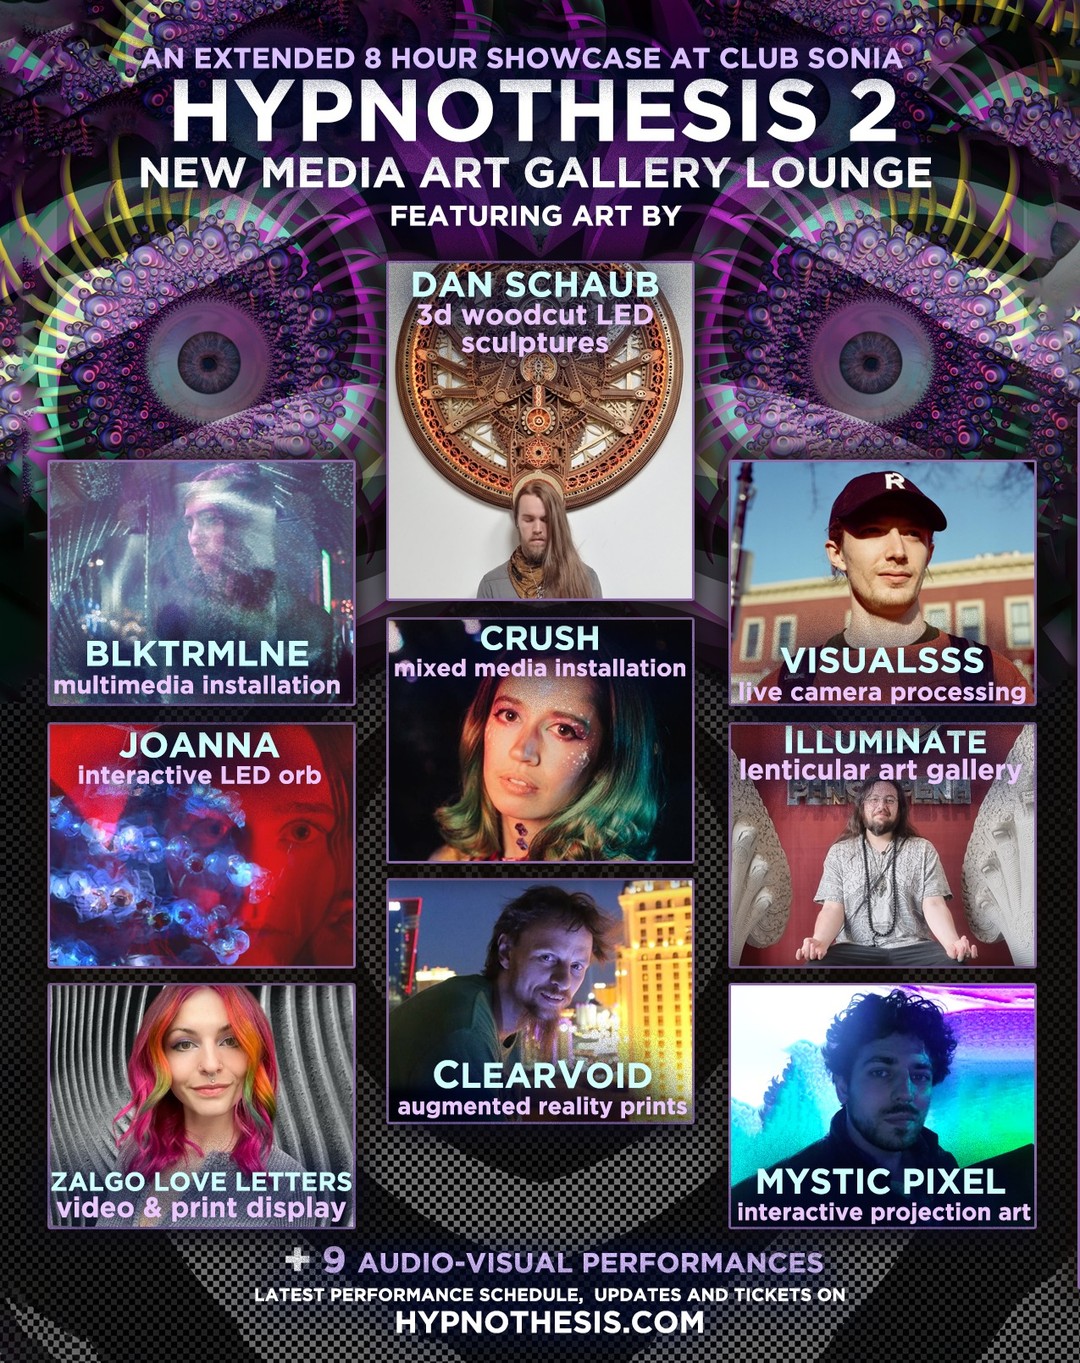 AN EXTENDED 8 HOUR SHOWCASE AT CLUB SONIA
HYPNOTHESIS 2
NEW MEDIA ART GALLERY LOUNGE
FEATURING ART BY
DAN SCHAUB
3d woodcut LED
sculptures
BLKTRMLNE
multimedia installation
CRUSH
mixed media installation
R
VISUALSSS
live camera processing
JOANNA
interactive LED orb
ILLUMINATE
lenticular art gallery
CLEARVOID
augmented reality prints
ZALGO LOVE LETTERS
video & print display
MYSTIC PIXEL
interactive projection art
+ 9 AUDIO-VISUAL PERFORMANCES
LATEST PERFORMANCE SCHEDULE, UPDATES AND TICKETS ON
HYPNOTHESIS.COM